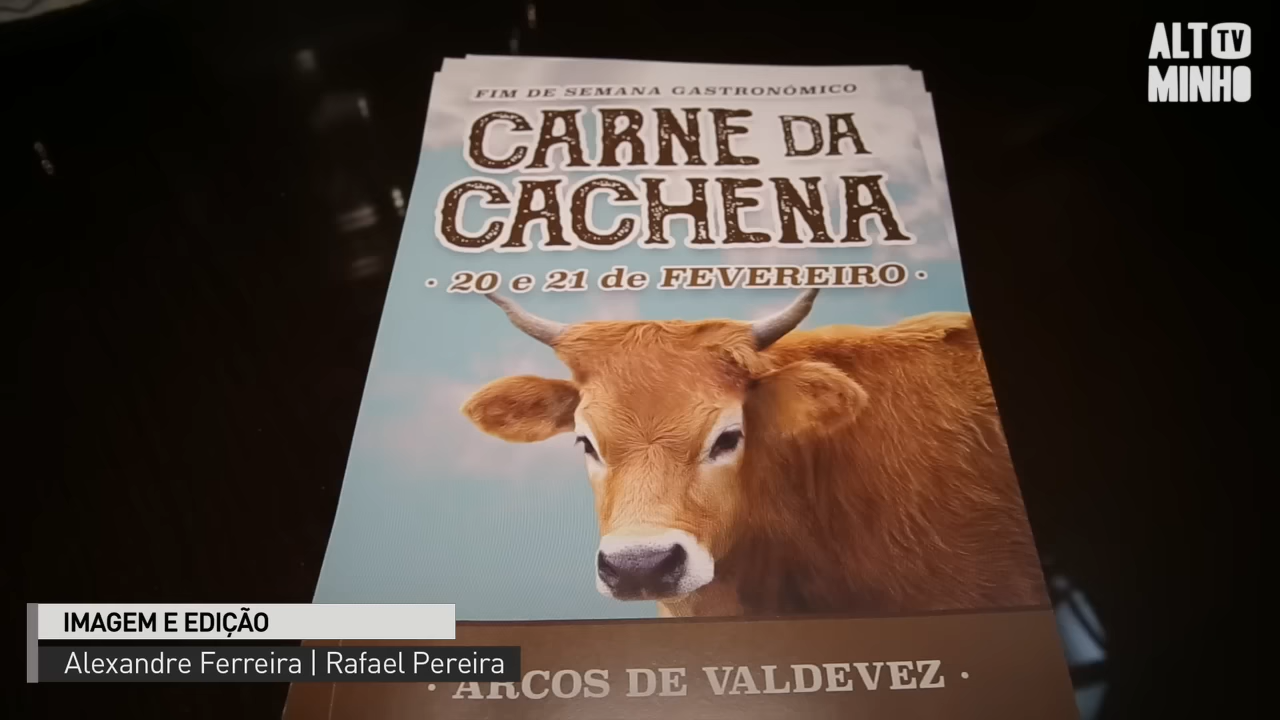 ALT TV
MINHO
FIM DE SEMANA GASTRONÓMICO
CARNE DA
CACHENA
· 20 e 21 de FEVEREIRO ·
IMAGEM E EDIÇÃO
Alexandre Ferreira | Rafael Pereira
· ARCOS DE VALDEVEZ ·